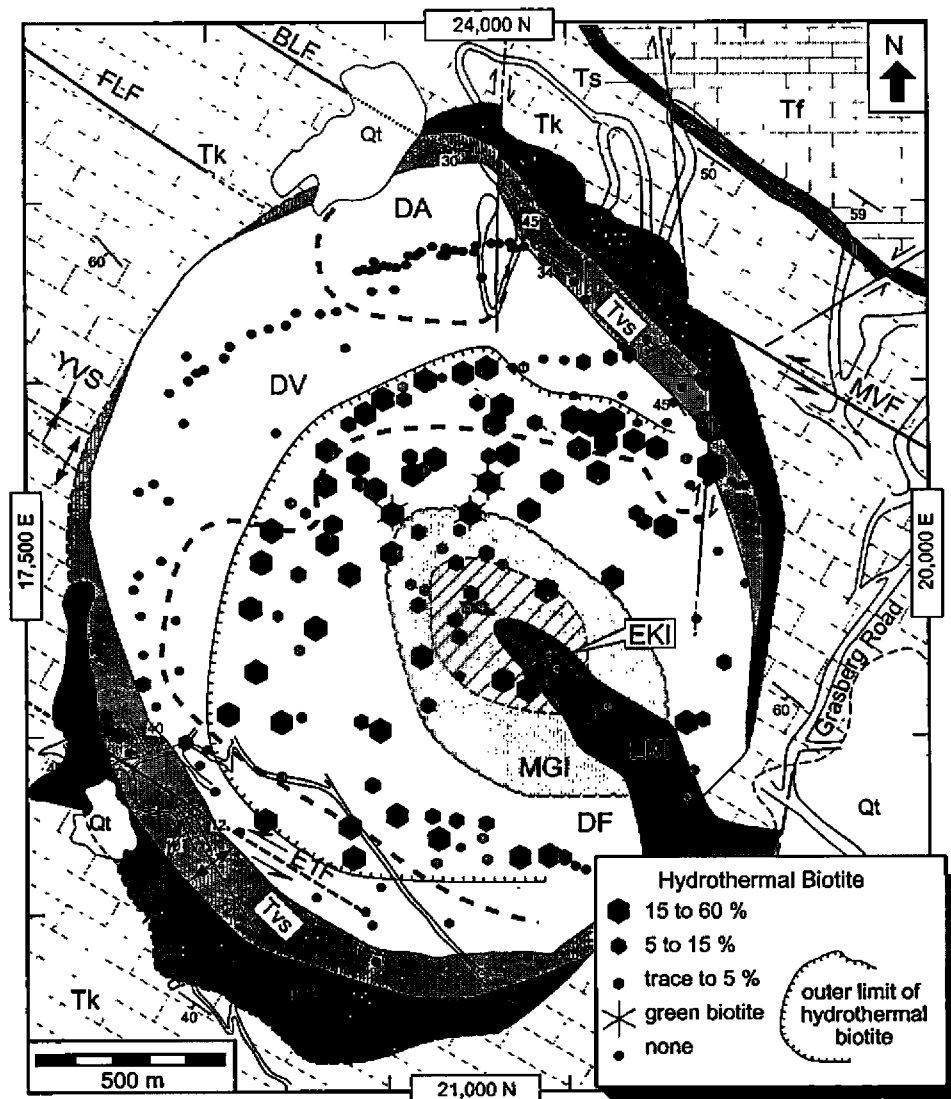 24,000 N
N
BLF
FLF
Ts
Tf
Qt
Tk
Tk
30
50
DA
59
45
60
34
Tvs
YVS
DV
MVF
45
17,500 E
20,000 E
EKI
Grasberg Road
60
MGI
Qt
DF
Qt
12
EYF
Tvs
Tk
40
500 m
21,000 N
Hydrothermal Biotite
15 to 60 %
5 to 15 %
trace to 5 %
green biotite
none
outer limit of
hydrothermal
biotite